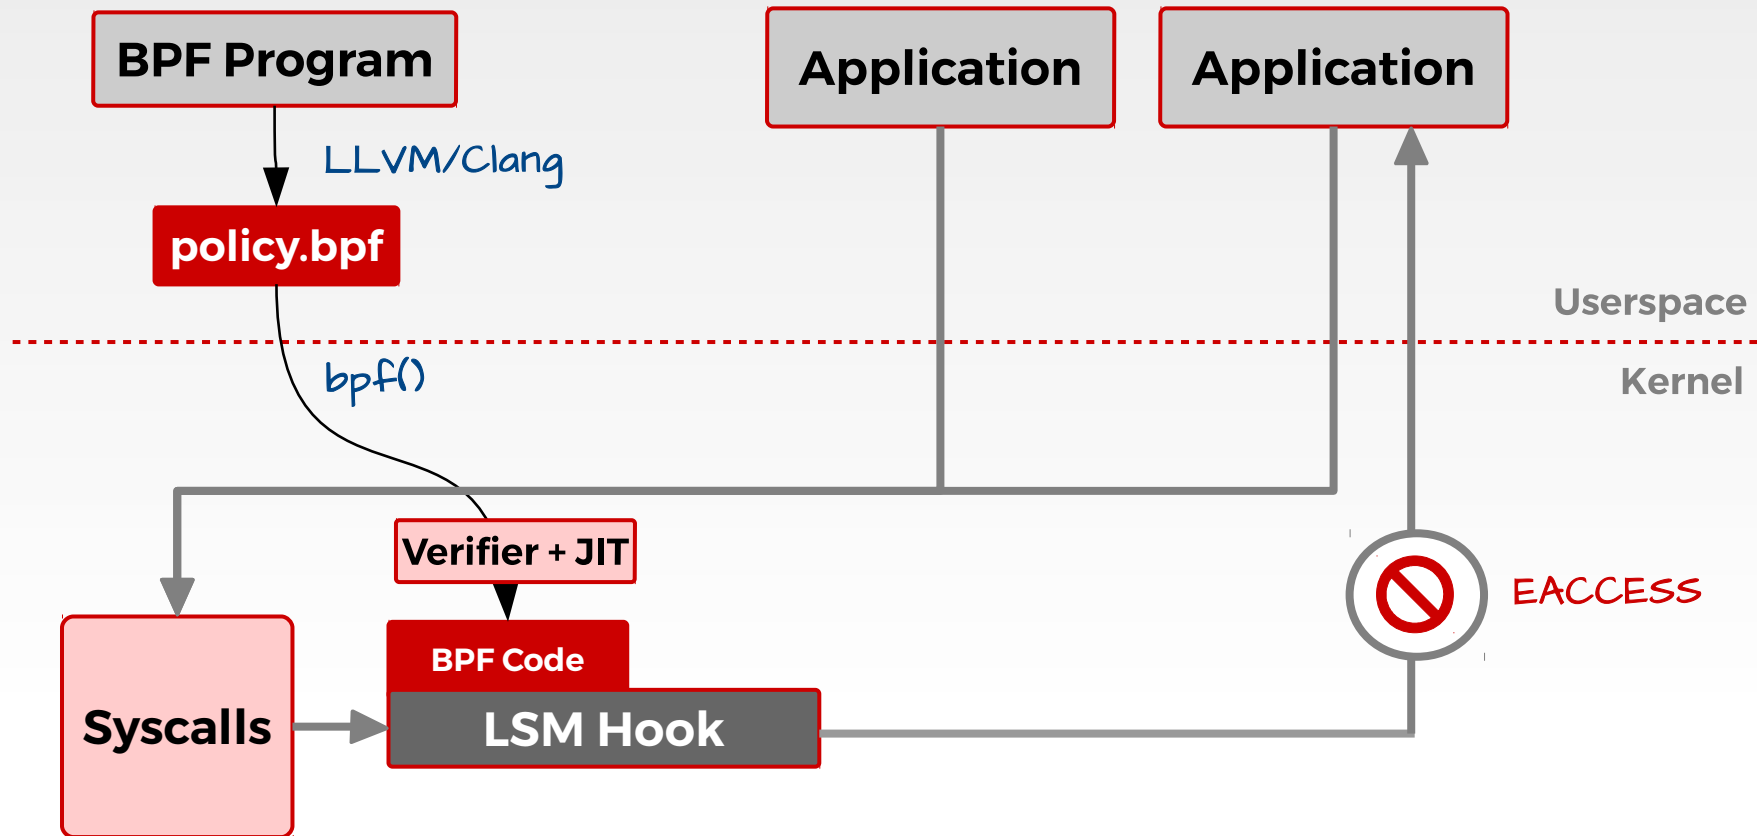 BPF Program
Application
Application
LLVM/Clang
policy.bpf
Userspace
bpf()
Kernel
Verifier + JIT
EACCESS
BPF Code
Syscalls
LSM Hook